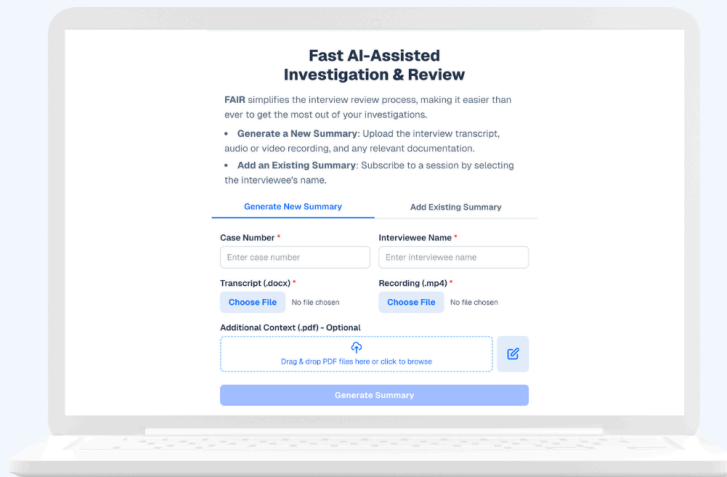 Fast AI-Assisted
Investigation & Review
FAIR simplifies the interview review process, making it easier than
ever to get the most out of your investigations.
• Generate a New Summary: Upload the interview transcript,
audio or video recording, and any relevant documentation.
• Add an Existing Summary: Subscribe to a session by selecting
the interviewee's name.
Generate New Summary Add Existing Summary
Case Number * Interviewee Name *
Enter case number Enter interviewee name
Transcript (.docx) * Recording (.mp4) *
Choose File No file chosen Choose File No file chosen
Additional Context (.pdf) - Optional
Drag & drop PDF files here or click to browse
Generate Summary